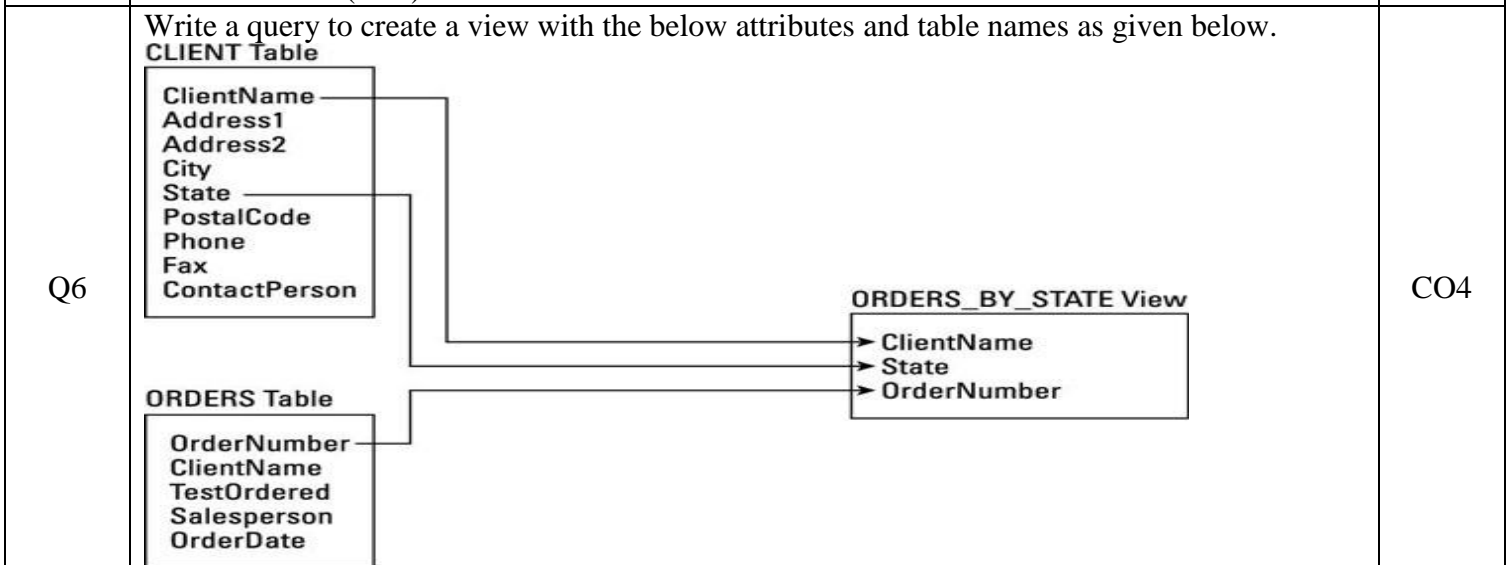 Write a query to create a view with the below attributes and table names as given below.
CLIENT Table
ClientName
Address1
Address2
City
State
PostalCode
Phone
Fax
ContactPerson
Q6
CO4
ORDERS_BY_STATE View
ClientName
State
OrderNumber
ORDERS Table
OrderNumber
ClientName
TestOrdered
Salesperson
OrderDate